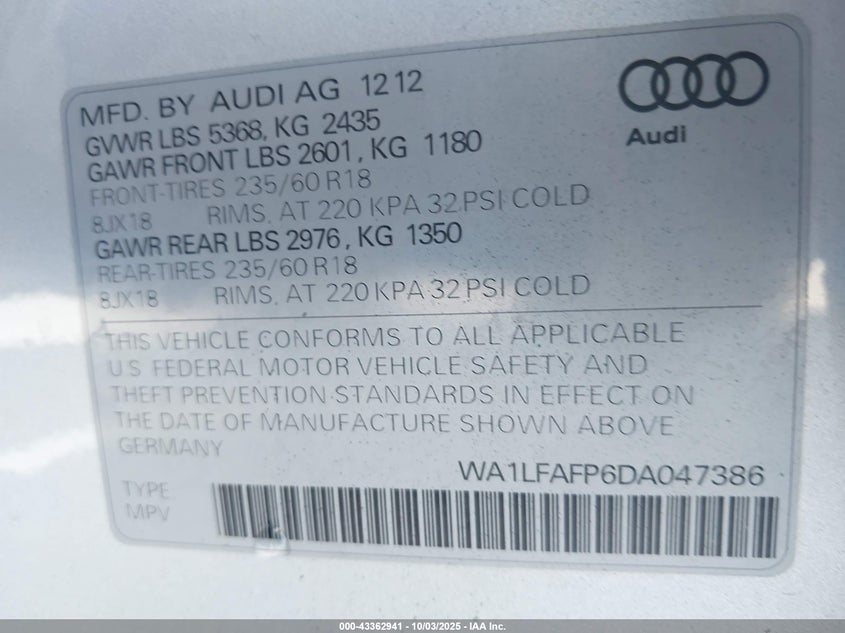 MFD. BY AUDI AG 12 12
GVWR LBS 5368, KG 2435
GAWR FRONT LBS 2601, KG 1180
FRONT-TIRES 235/60 R18
8JX18 RIMS, AT 220 KPA 32 PSI COLD
GAWR REAR LBS 2976, KG 1350
REAR-TIRES 235/60 R18
8JX18 RIMS, AT 220 KPA 32 PSI COLD
Audi
THIS VEHICLE CONFORMS TO ALL APPLICABLE
U.S FEDERAL MOTOR VEHICLE SAFETY AND
THEFT PREVENTION STANDARDS IN EFFECT ON
THE DATE OF MANUFACTURE SHOWN ABOVE
GERMANY
WA1LFAFP6DA047386
TYPE
MPV
000-43362941 - 10/03/2025 - IAA Inc.